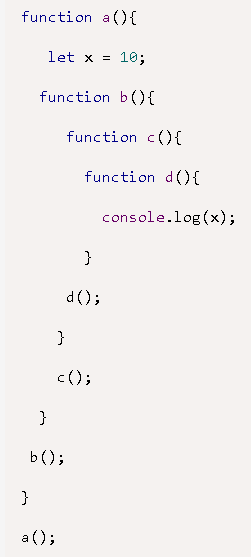 function a(){
let x = 10;
function b(){
function c(){
function d(){
console.log(x);
}
d();
}
c();
}
b();
}
a();